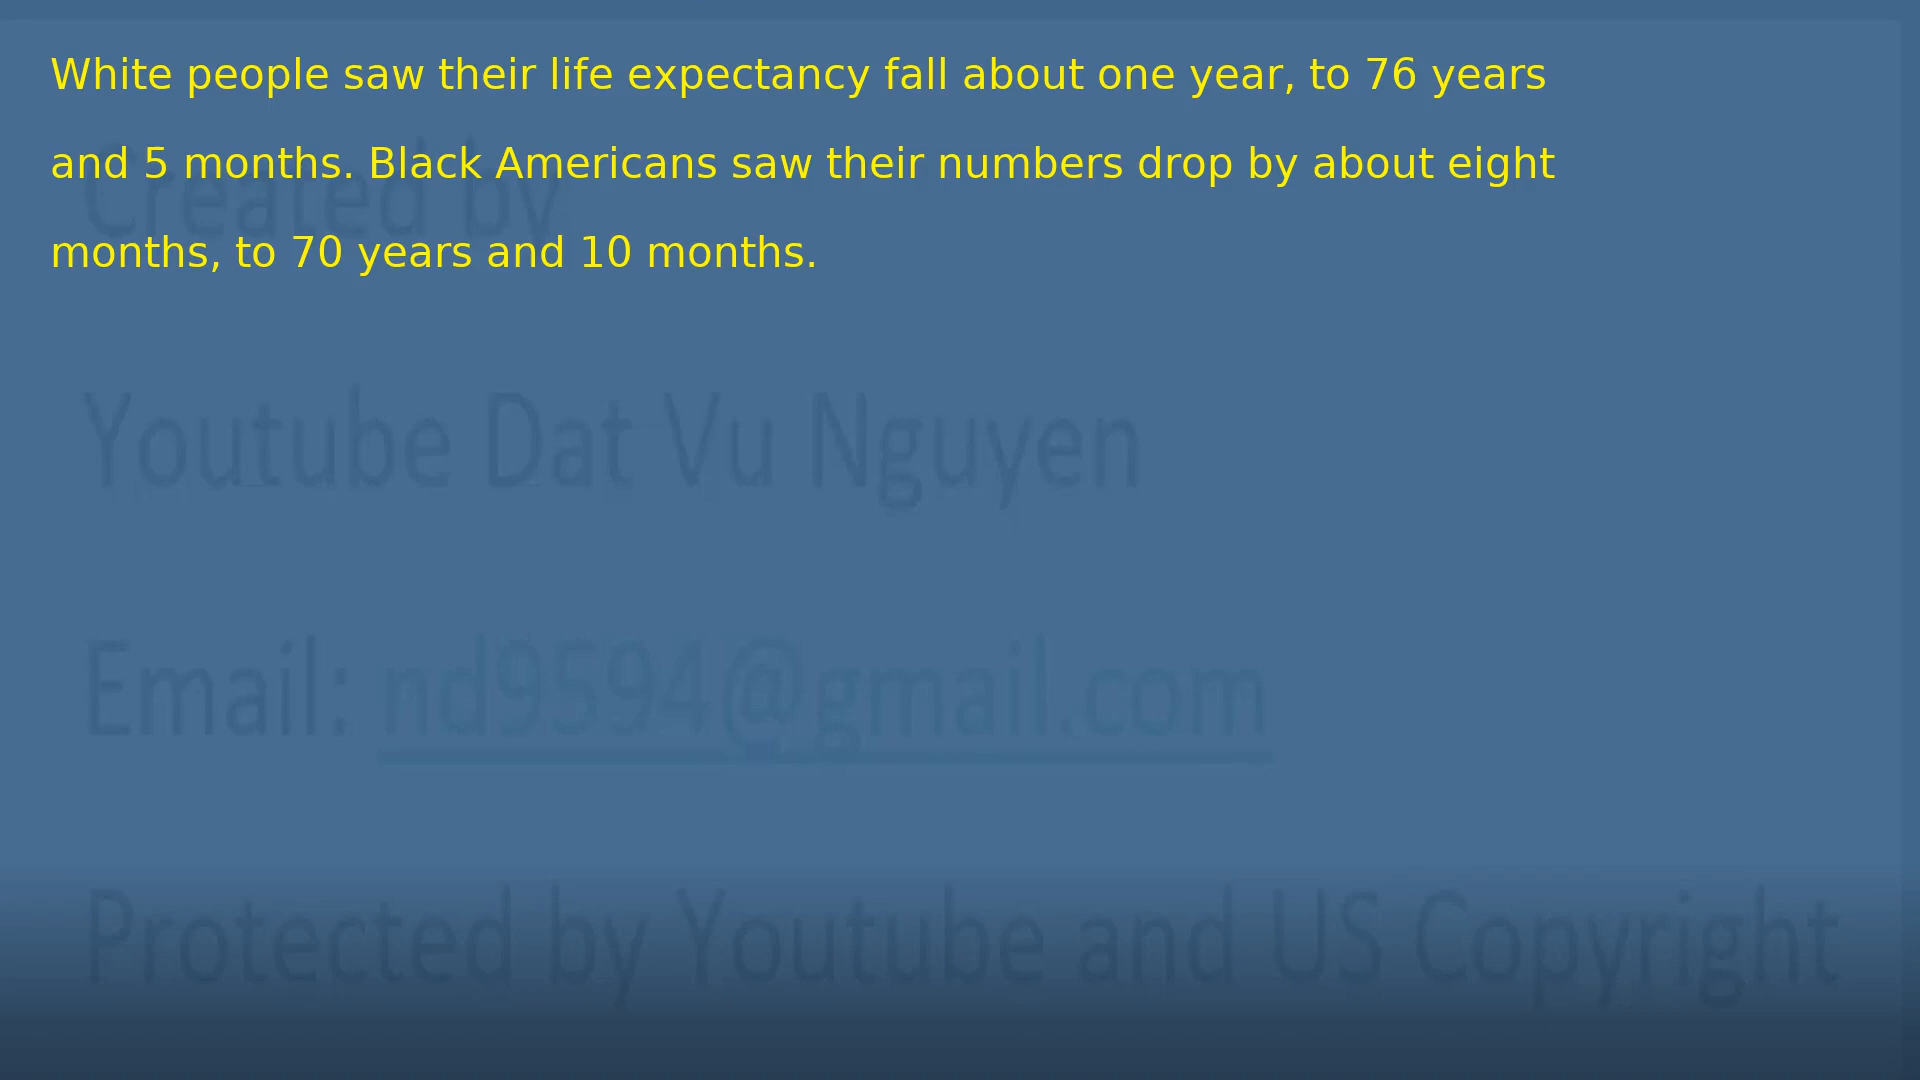 White people saw their life expectancy fall about one year, to 76 years
and 5 months. Black Americans saw their numbers drop by about eight
months, to 70 years and 10 months.
Created by
Youtube Dat Vu Nguyen
Email: nd9594@gmail.com
Protected by Youtube and US Copyright